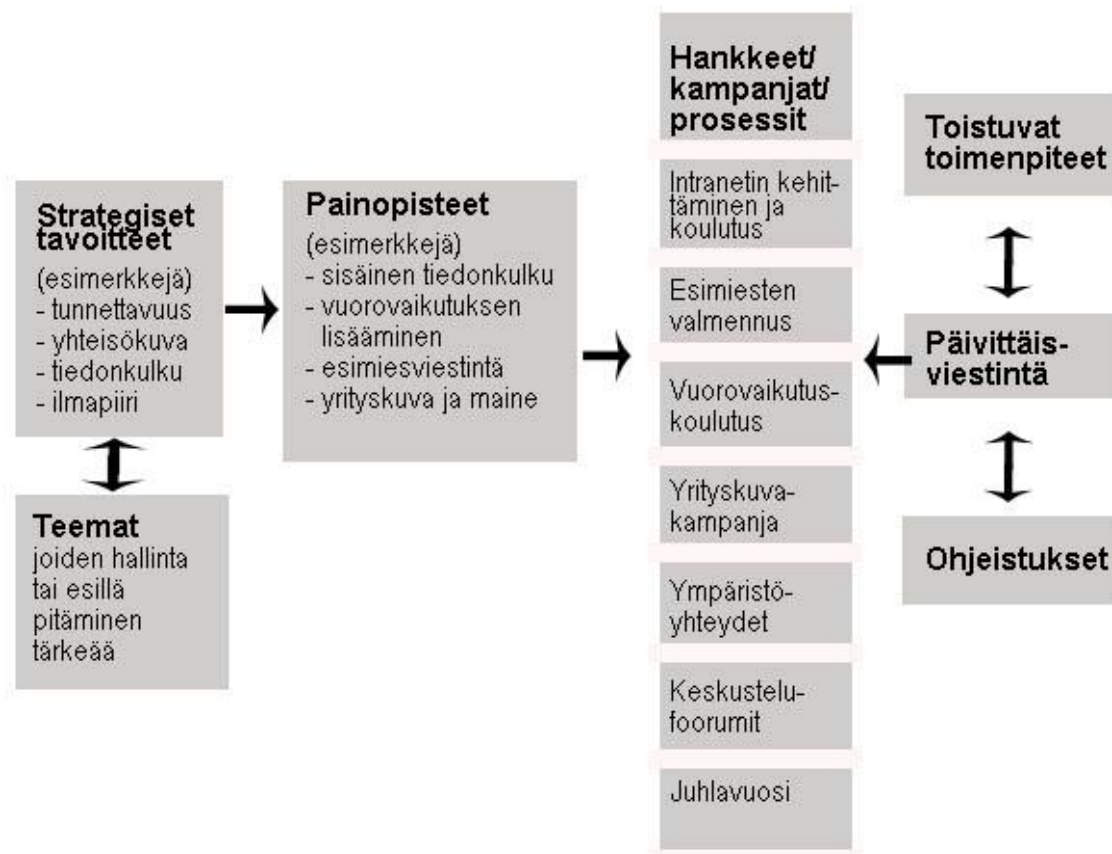 Strategiset
tavoitteet
(esimerkkejä)
- tunnettavuus
- yhteisökuva
- tiedonkulku
- ilmapiiri
Teemat
joiden hallinta
tai esillä
pitäminen
tärkeää
Painopisteet
(esimerkkejä)
- sisäinen tiedonkulku
- vuorovaikutuksen
lisääminen
- esimiesviestintä
- yrityskuva ja maine
Hankkeet/
kampanjat/
prosessit
Intranetin kehit-
täminen ja
koulutus
Esimiesten
valmennus
Vuorovaikutus-
koulutus
Yrityskuva-
kampanja
Ympäristö-
yhteydet
Keskustelu-
foorumit
Juhlavuosi
Toistuvat
toimenpiteet
Päivittäis-
viestintä
Ohjeistukset